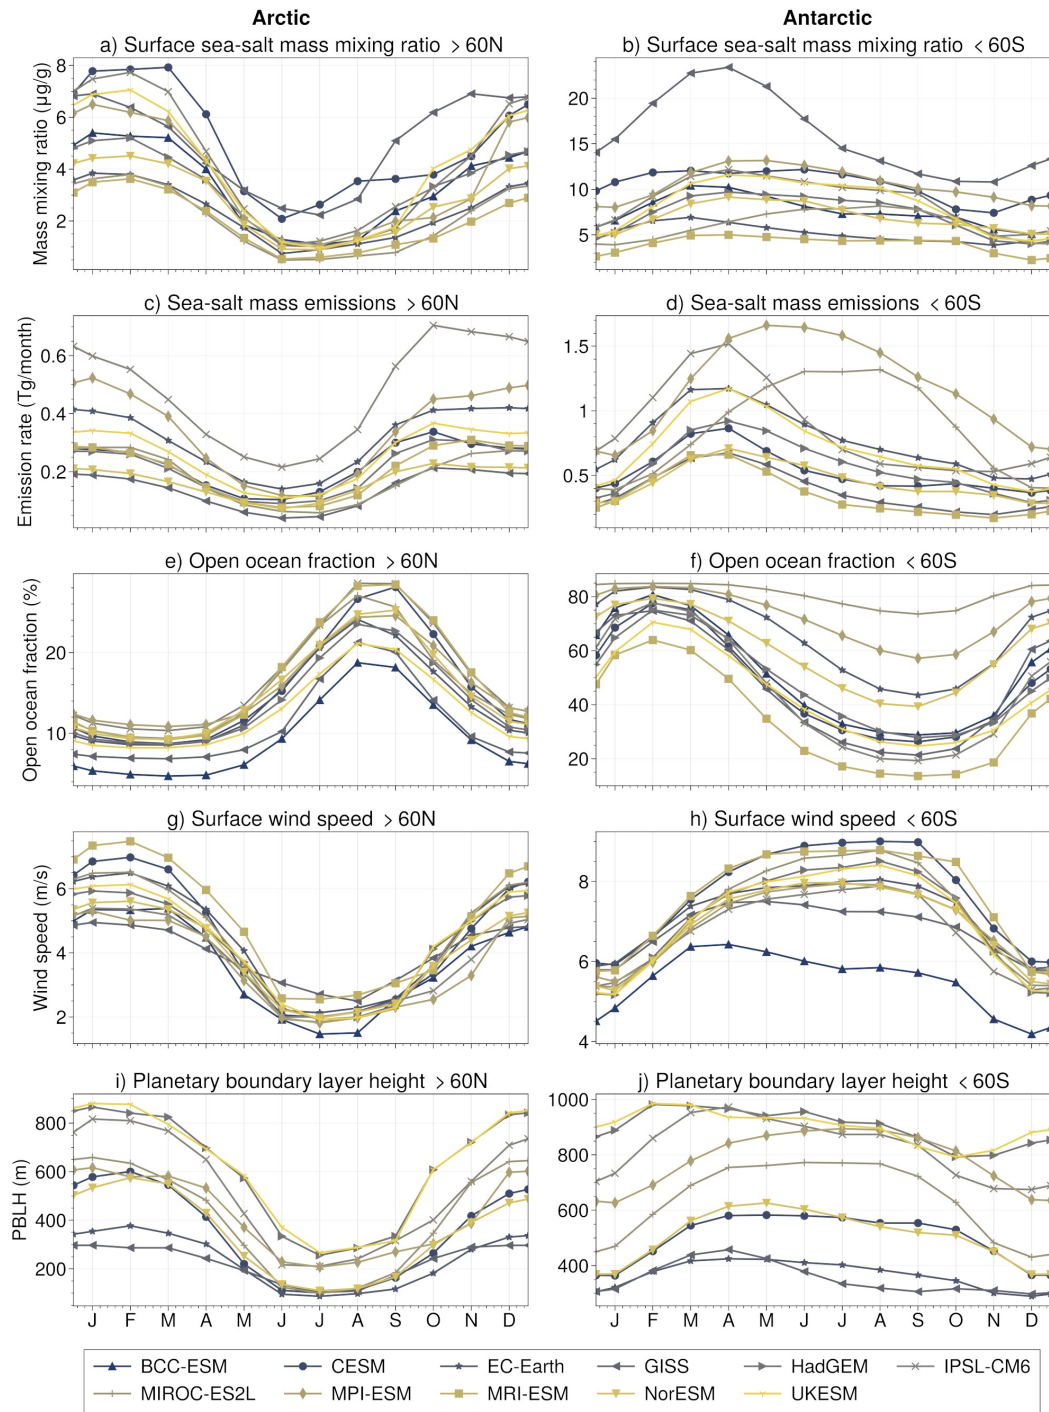 Arctic
Antarctic
a) Surface sea-salt mass mixing ratio >60N
b) Surface sea-salt mass mixing ratio <60S
Mass mixing ratio (µg/g)
8
6
4
2
20
15
10
5
c) Sea-salt mass emissions >60N
d) Sea-salt mass emissions <60S
Emission rate (Tg/month)
0.6
0.4
0.2
1.5
1
0.5
e) Open ocean fraction >60N
f) Open ocean fraction <60S
Open ocean fraction (%)
20
10
80
60
40
20
g) Surface wind speed >60N
h) Surface wind speed <60S
Wind speed (m/s)
6
4
2
8
6
4
i) Planetary boundary layer height >60N
j) Planetary boundary layer height <60S
PBLH (m)
800
600
400
200
1000
800
600
400
J F M A M J J A S O N D
J F M A M J J A S O N D
BCC-ESM CESM EC-Earth GISS HadGEM IPSL-CM6
MIROC-ES2L MPI-ESM MRI-ESM NorESM UKESM